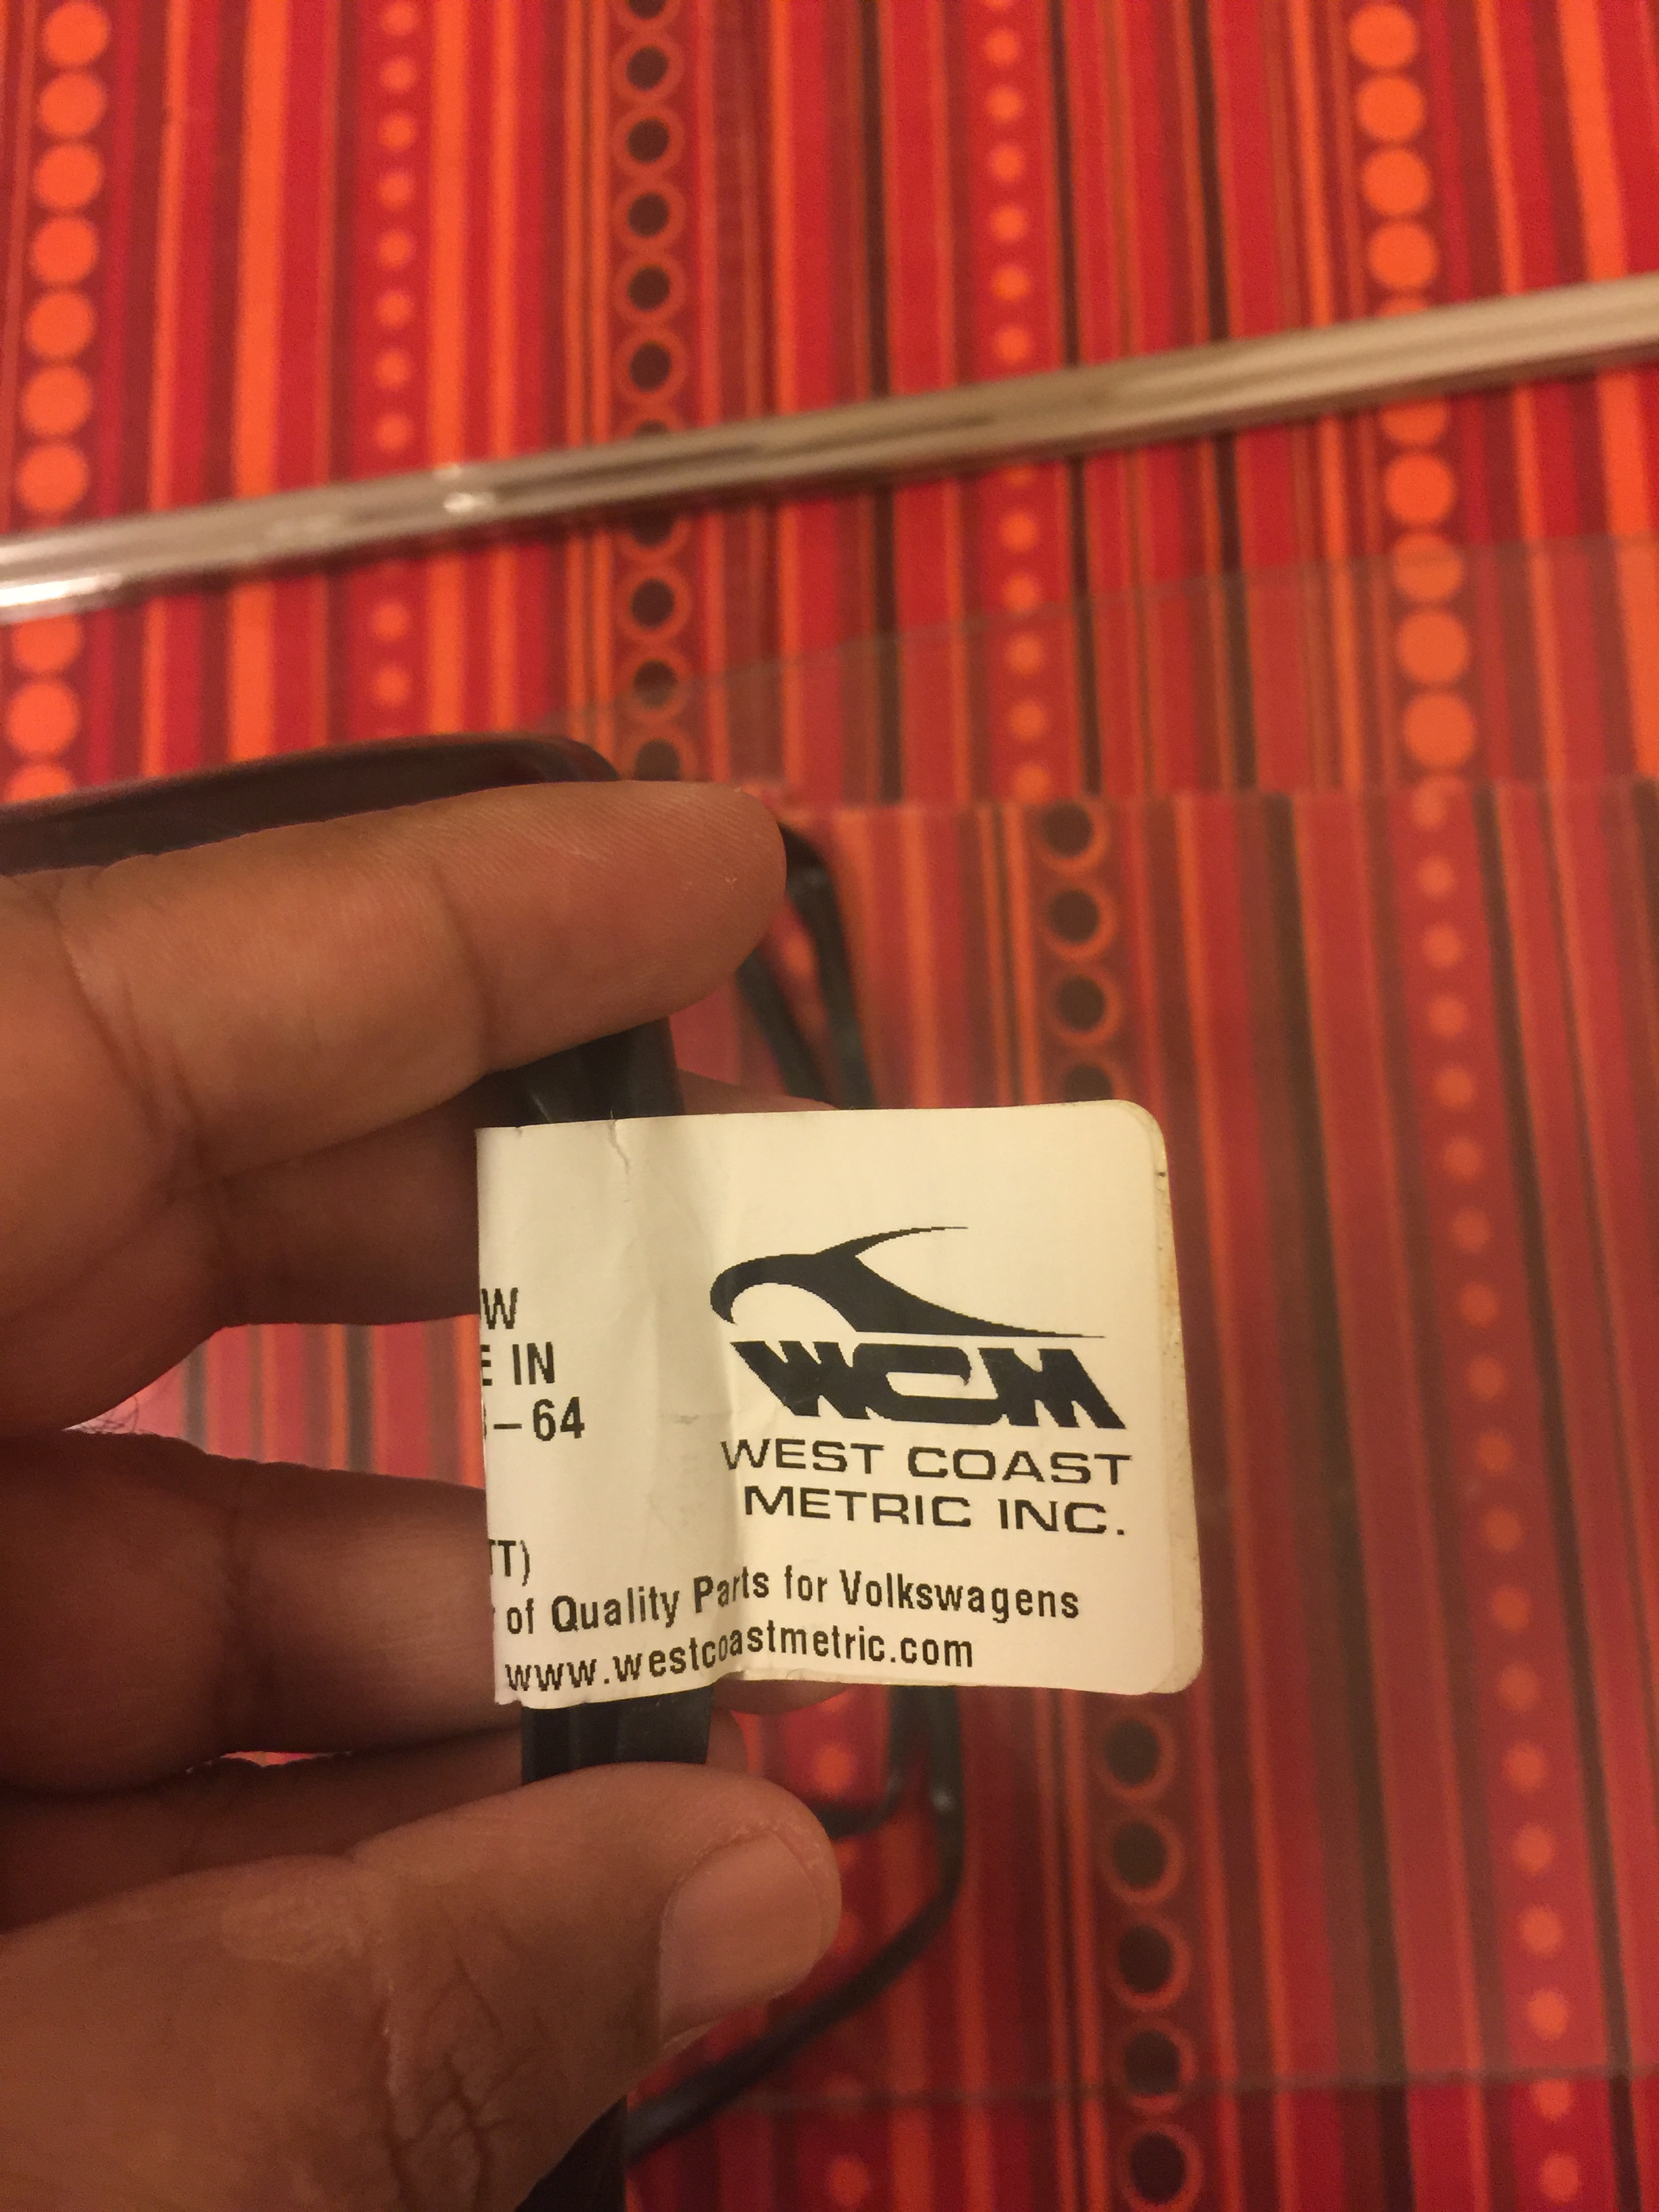 W
E IN
–64
WCM
WEST COAST
METRIC INC.
TT)
of Quality Parts for Volkswagens
www.westcoastmetric.com